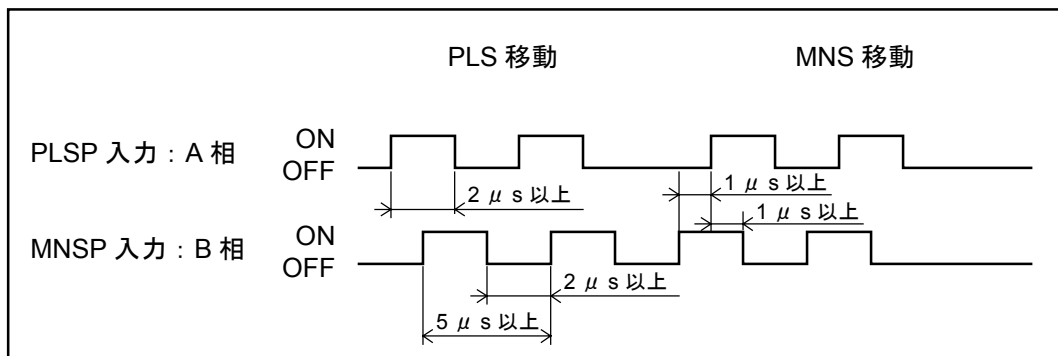 PLS 移動 MNS 移動
PLSP 入力：A 相 ON
OFF
2 μ s 以上
1 μ s 以上
1 μ s 以上
MNSP 入力：B 相 ON
OFF
2 μ s 以上
5 μ s 以上